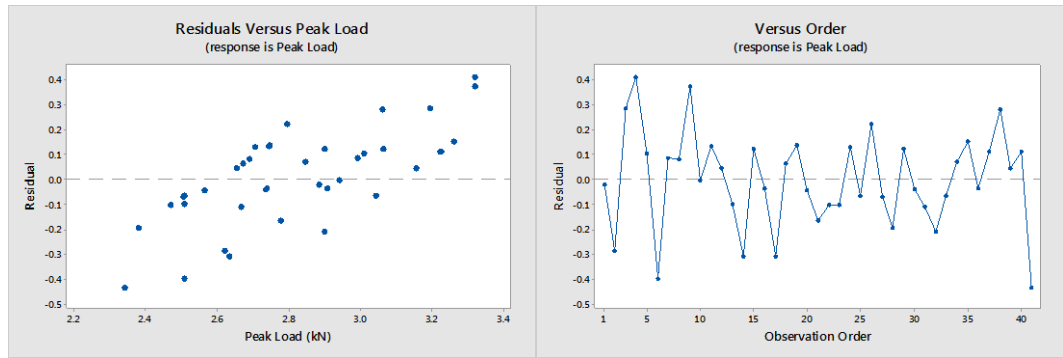 Residuals Versus Peak Load
(response is Peak Load)
Residual
0.4
0.3
0.2
0.1
0.0
-0.1
-0.2
-0.3
-0.4
-0.5
2.2 2.4 2.6 2.8 3.0 3.2 3.4
Peak Load (kN)
Versus Order
(response is Peak Load)
Residual
0.4
0.3
0.2
0.1
0.0
-0.1
-0.2
-0.3
-0.4
-0.5
1 5 10 15 20 25 30 35 40
Observation Order